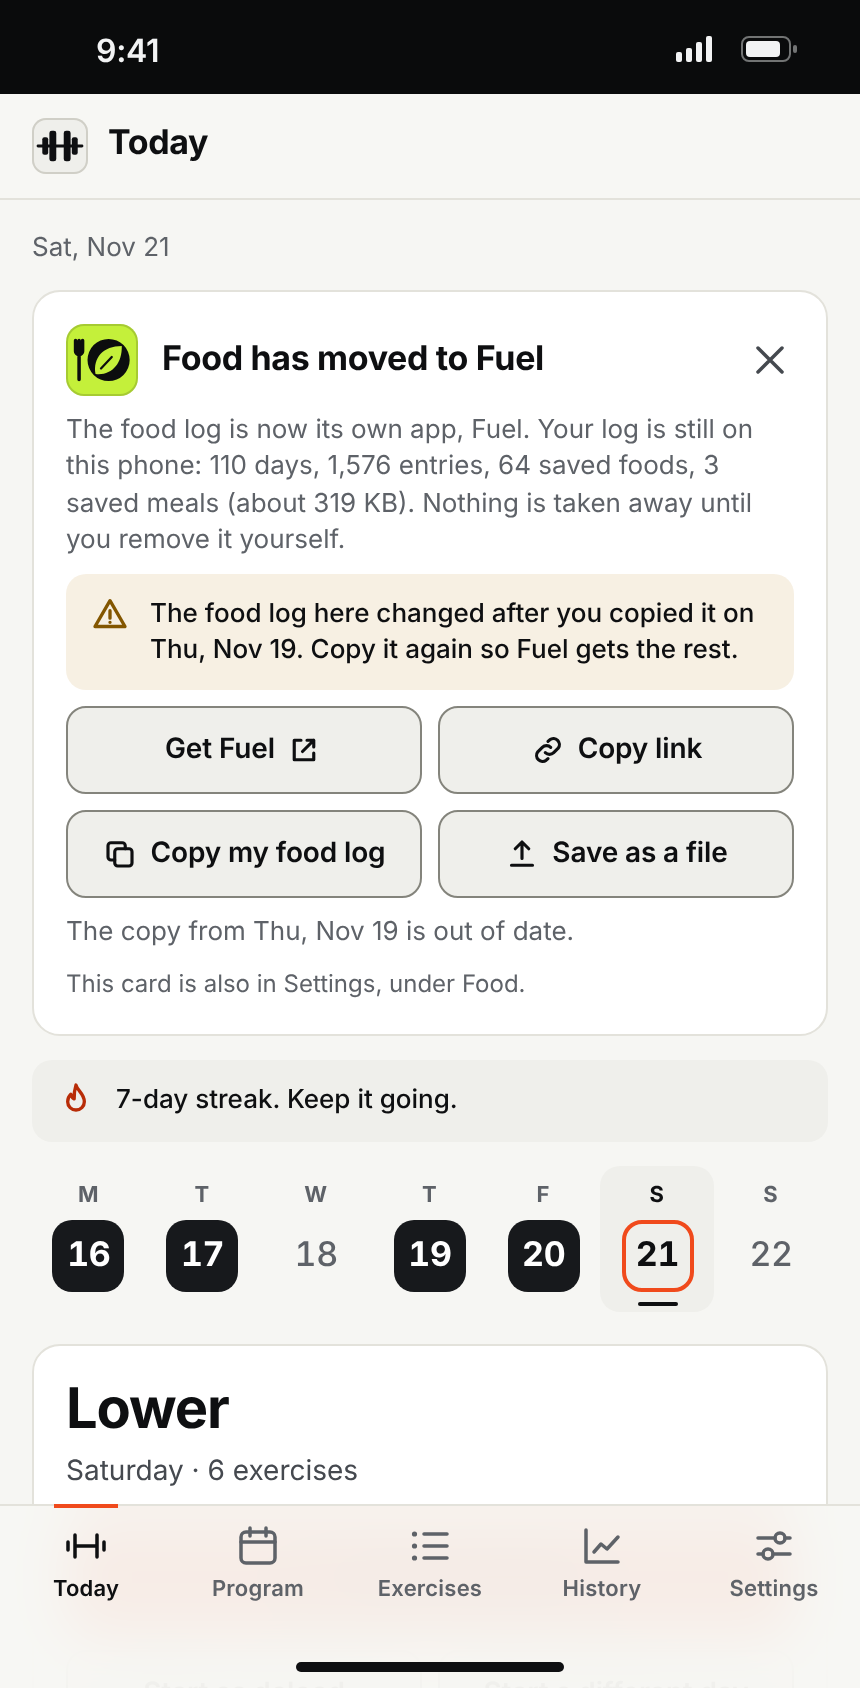 9:41
Today
Sat, Nov 21
Food has moved to Fuel
The food log is now its own app, Fuel. Your log is still on
this phone: 110 days, 1,576 entries, 64 saved foods, 3
saved meals (about 319 KB). Nothing is taken away until
you remove it yourself.
The food log here changed after you copied it on
Thu, Nov 19. Copy it again so Fuel gets the rest.
Get Fuel
Copy link
Copy my food log
Save as a file
The copy from Thu, Nov 19 is out of date.
This card is also in Settings, under Food.
7-day streak. Keep it going.
M T W T F S S
16 17 18 19 20 21 22
Lower
Saturday · 6 exercises
Today Program Exercises History Settings